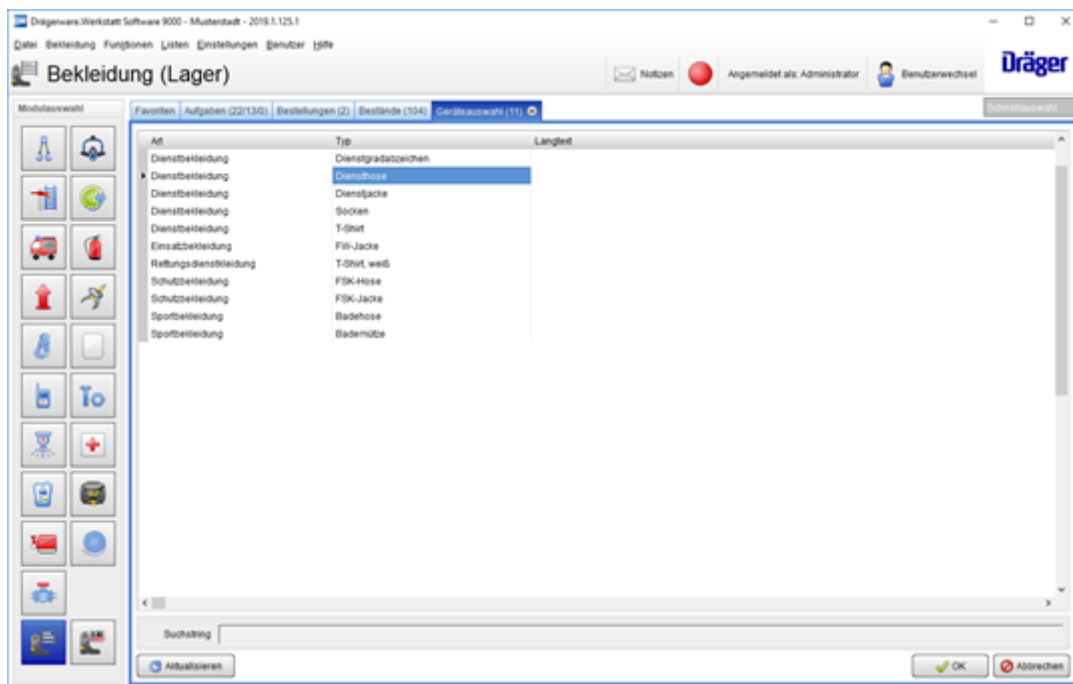 Drägerware.Werkstatt Software 9000 - Musterstadt - 2019.1.125.1
Datei Bekleidung Funktionen Listen Einstellungen Benutzer Hilfe
Bekleidung (Lager)
Notizen
Angemeldet als: Administrator
Benutzerwechsel
Dräger
Modulauswahl
Favoriten Aufgaben (22/13/0) Bestellungen (2) Bestände (104) Geräteauswahl (11)
Schnellauswahl
Art Typ Langtext
Dienstbekleidung Dienstgradabzeichen
Dienstbekleidung Diensthose
Dienstbekleidung Dienstjacke
Dienstbekleidung Socken
Dienstbekleidung T-Shirt
Einsatzbekleidung FW-Jacke
Rettungsdienstkleidung T-Shirt, weiß
Schutzbekleidung FSK-Hose
Schutzbekleidung FSK-Jacke
Sportbekleidung Badehose
Sportbekleidung Bademütze
Suchstring
Aktualisieren
OK
Abbrechen